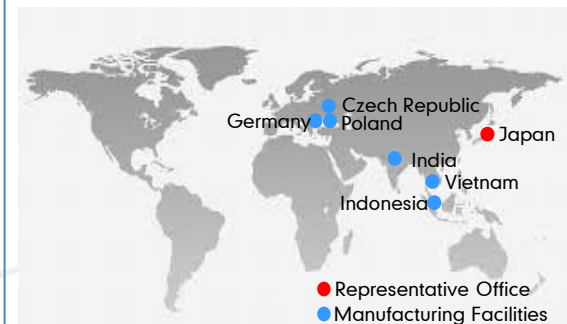 Czech Republic
Germany
Poland
Japan
India
Vietnam
Indonesia
Representative Office
Manufacturing Facilities